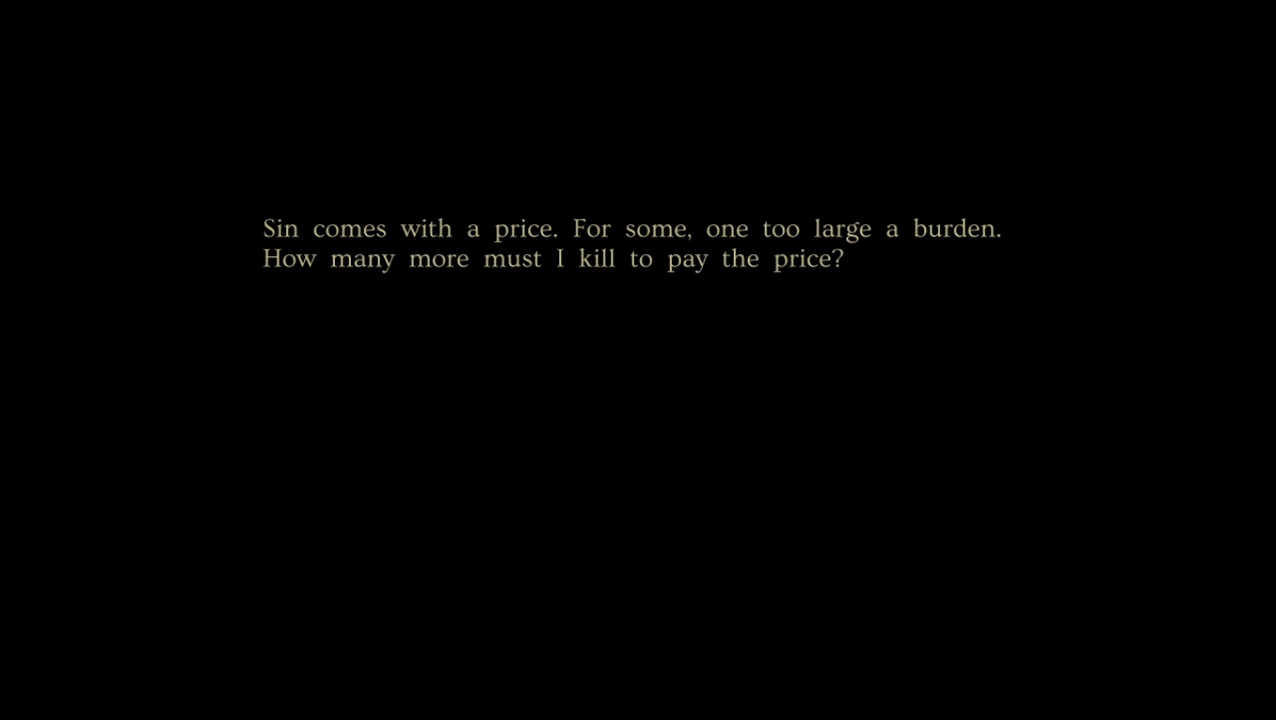 Sin comes with a price. For some, one too large a burden.
How many more must I kill to pay the price?